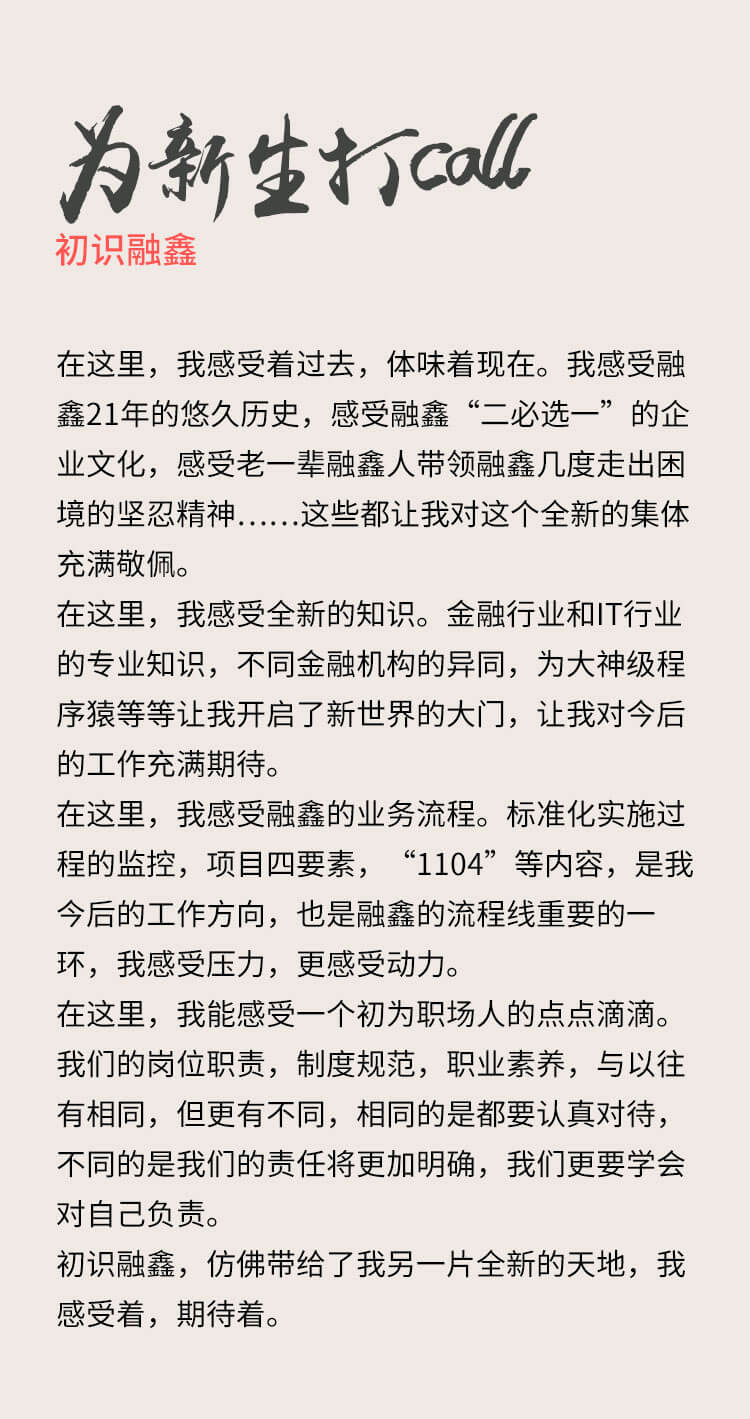 为新生打call
初识融鑫
在这里，我感受着过去，体味着现在。我感受融
鑫21年的悠久历史，感受融鑫“二必选一”的企
业文化，感受老一辈融鑫人带领融鑫几度走出困
境的坚忍精神……这些都让我对这个全新的集体
充满敬佩。
在这里，我感受全新的知识。金融行业和IT行业
的专业知识，不同金融机构的异同，为大神级程
序猿等等让我开启了新世界的大门，让我对今后
的工作充满期待。
在这里，我感受融鑫的业务流程。标准化实施过
程的监控，项目四要素，“1104”等内容，是我
今后的工作方向，也是融鑫的流程线重要的一
环，我感受压力，更感受动力。
在这里，我能感受一个初为职场人的点点滴滴。
我们的岗位职责，制度规范，职业素养，与以往
有相同，但更有不同，相同的是都要认真对待，
不同的是我们的责任将更加明确，我们更要学会
对自己负责。
初识融鑫，仿佛带给了我另一片全新的天地，我
感受着，期待着。